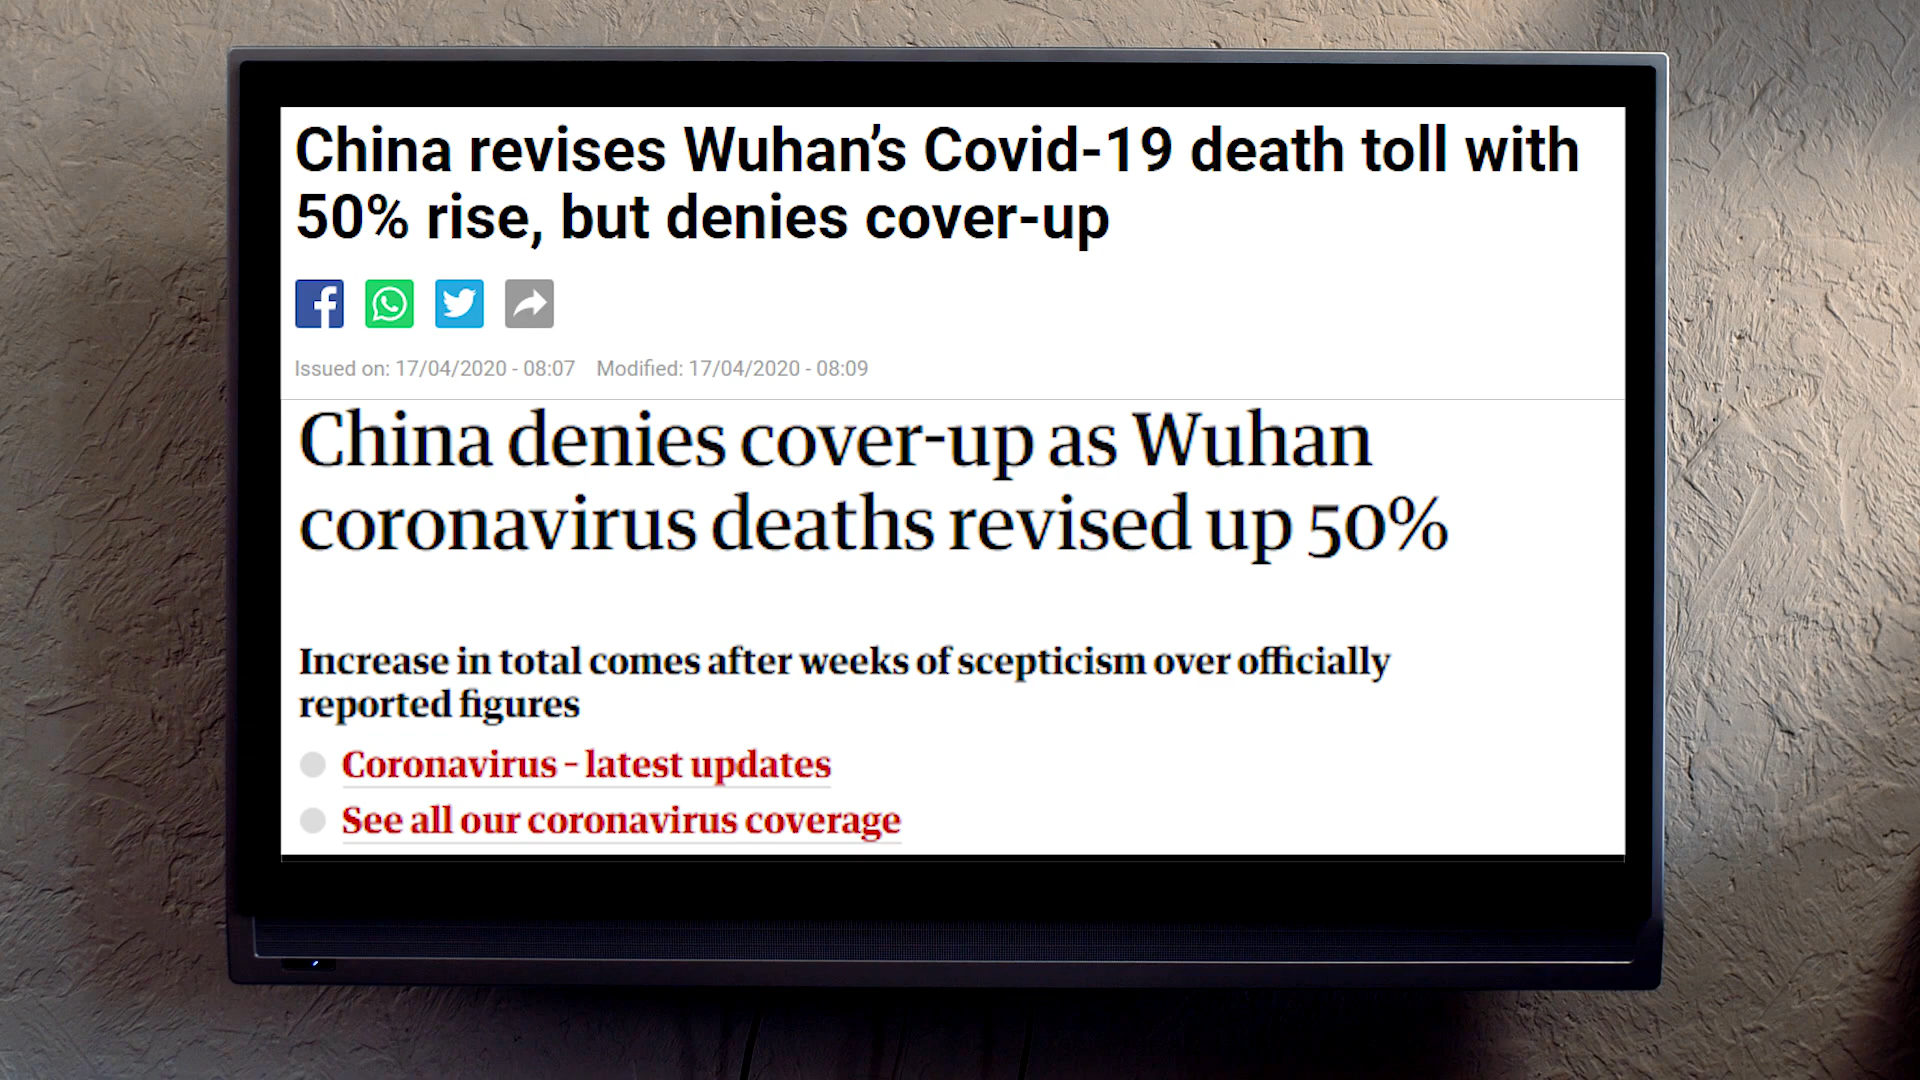 China revises Wuhan’s Covid-19 death toll with
50% rise, but denies cover-up
Issued on: 17/04/2020 - 08:07 Modified: 17/04/2020 - 08:09
China denies cover-up as Wuhan
coronavirus deaths revised up 50%
Increase in total comes after weeks of scepticism over officially
reported figures
Coronavirus – latest updates
See all our coronavirus coverage